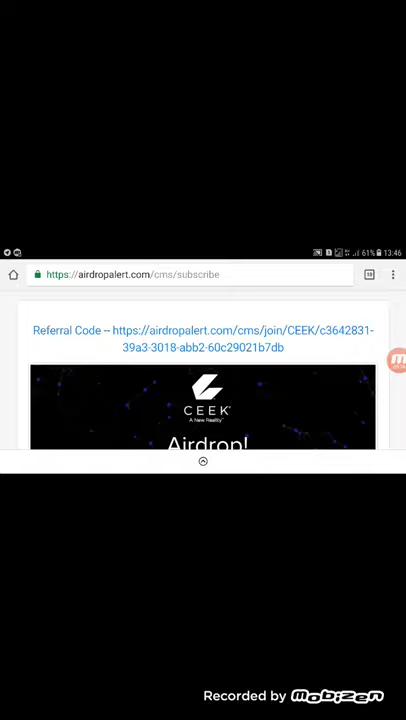 61% 13:46
https://airdropalert.com/cms/subscribe
18
Referral Code -- https://airdropalert.com/cms/join/CEEK/c3642831-
39a3-3018-abb2-60c29021b7db
CEEK
A New Reality
Airdrop!
Recorded by Mobizen